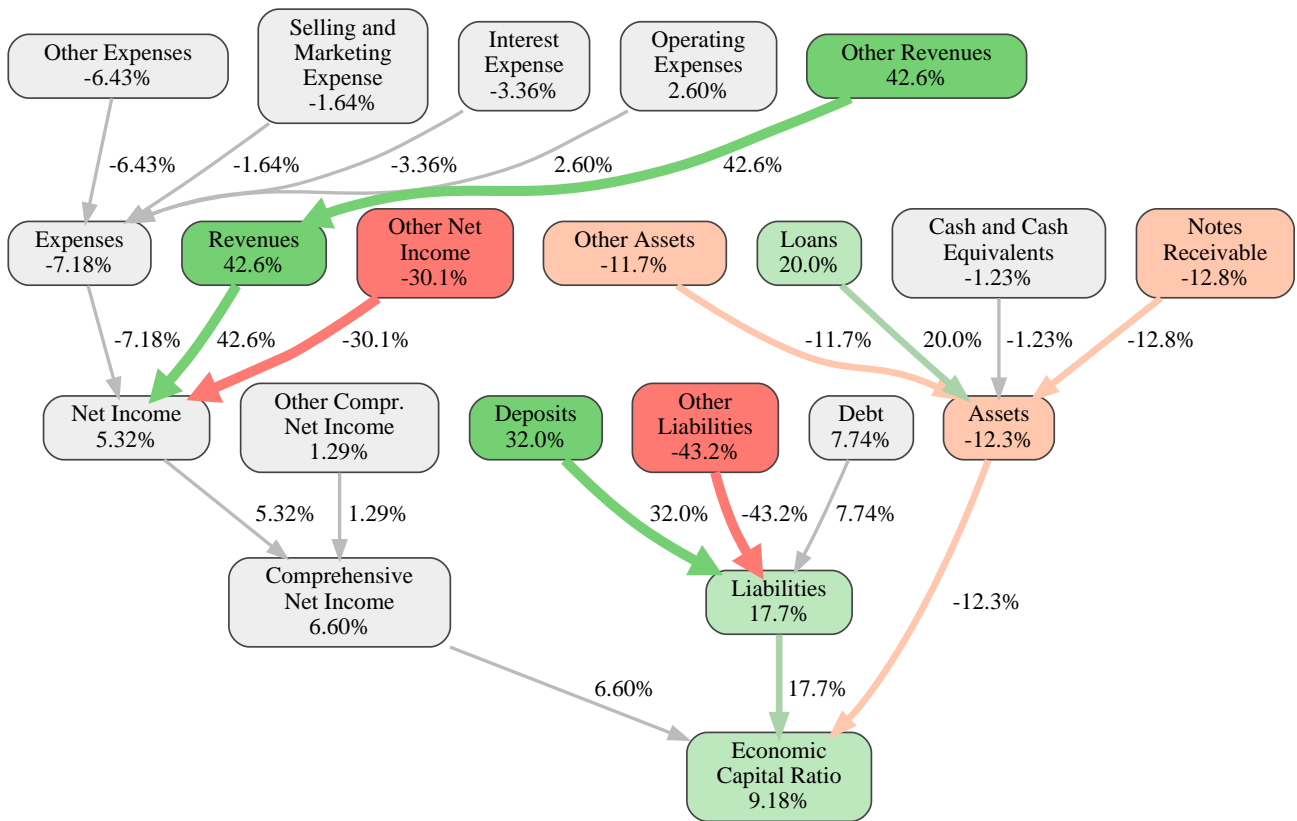 Other Expenses
-6.43%
Selling and
Marketing
Expense
-1.64%
Interest
Expense
-3.36%
Operating
Expenses
2.60%
Other Revenues
42.6%
-6.43%
-1.64%
-3.36%
2.60%
42.6%
Expenses
-7.18%
Revenues
42.6%
Other Net
Income
-30.1%
Other Assets
-11.7%
Loans
20.0%
Cash and Cash
Equivalents
-1.23%
Notes
Receivable
-12.8%
-7.18%
42.6%
-30.1%
-11.7%
20.0%
-1.23%
-12.8%
Net Income
5.32%
Other Compr.
Net Income
1.29%
Deposits
32.0%
Other
Liabilities
-43.2%
Debt
7.74%
Assets
-12.3%
5.32%
1.29%
32.0%
-43.2%
7.74%
Comprehensive
Net Income
6.60%
Liabilities
17.7%
-12.3%
6.60%
17.7%
Economic
Capital Ratio
9.18%